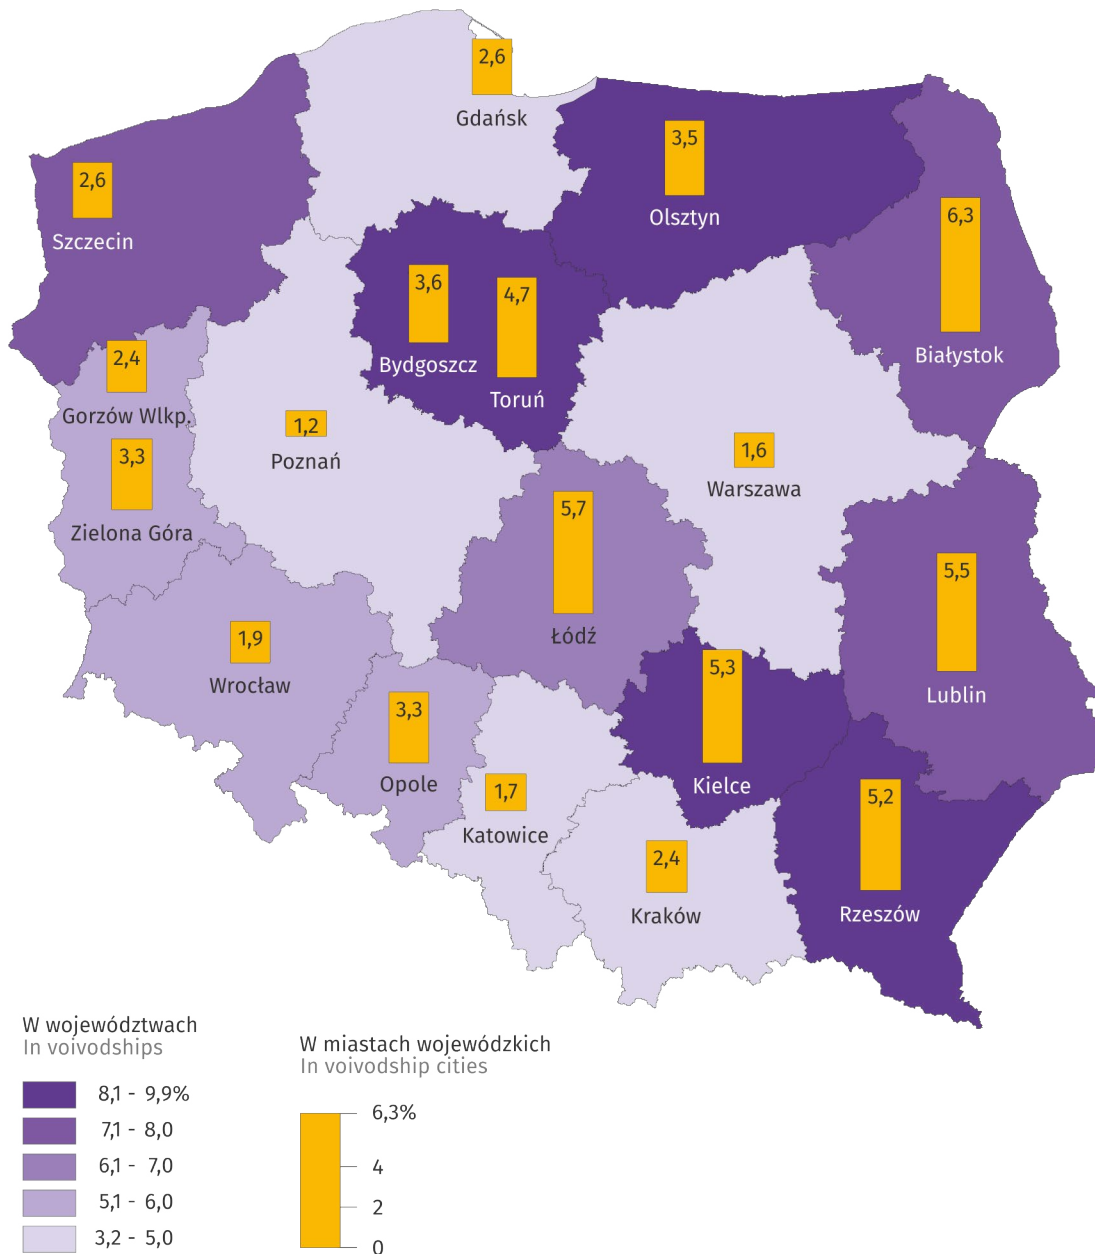 2,6
Gdańsk
3,5
Olsztyn
2,6
Szczecin
6,3
Białystok
3,6
Bydgoszcz
4,7
Toruń
2,4
Gorzów Wlkp.
3,3
Zielona Góra
1,2
Poznań
1,6
Warszawa
5,7
Łódź
5,5
Lublin
1,9
Wrocław
3,3
Opole
5,3
Kielce
1,7
Katowice
2,4
Kraków
5,2
Rzeszów
W województwach
In voivodships
8,1 - 9,9%
7,1 - 8,0
6,1 - 7,0
5,1 - 6,0
3,2 - 5,0
W miastach wojewódzkich
In voivodship cities
6,3%
4
2
0